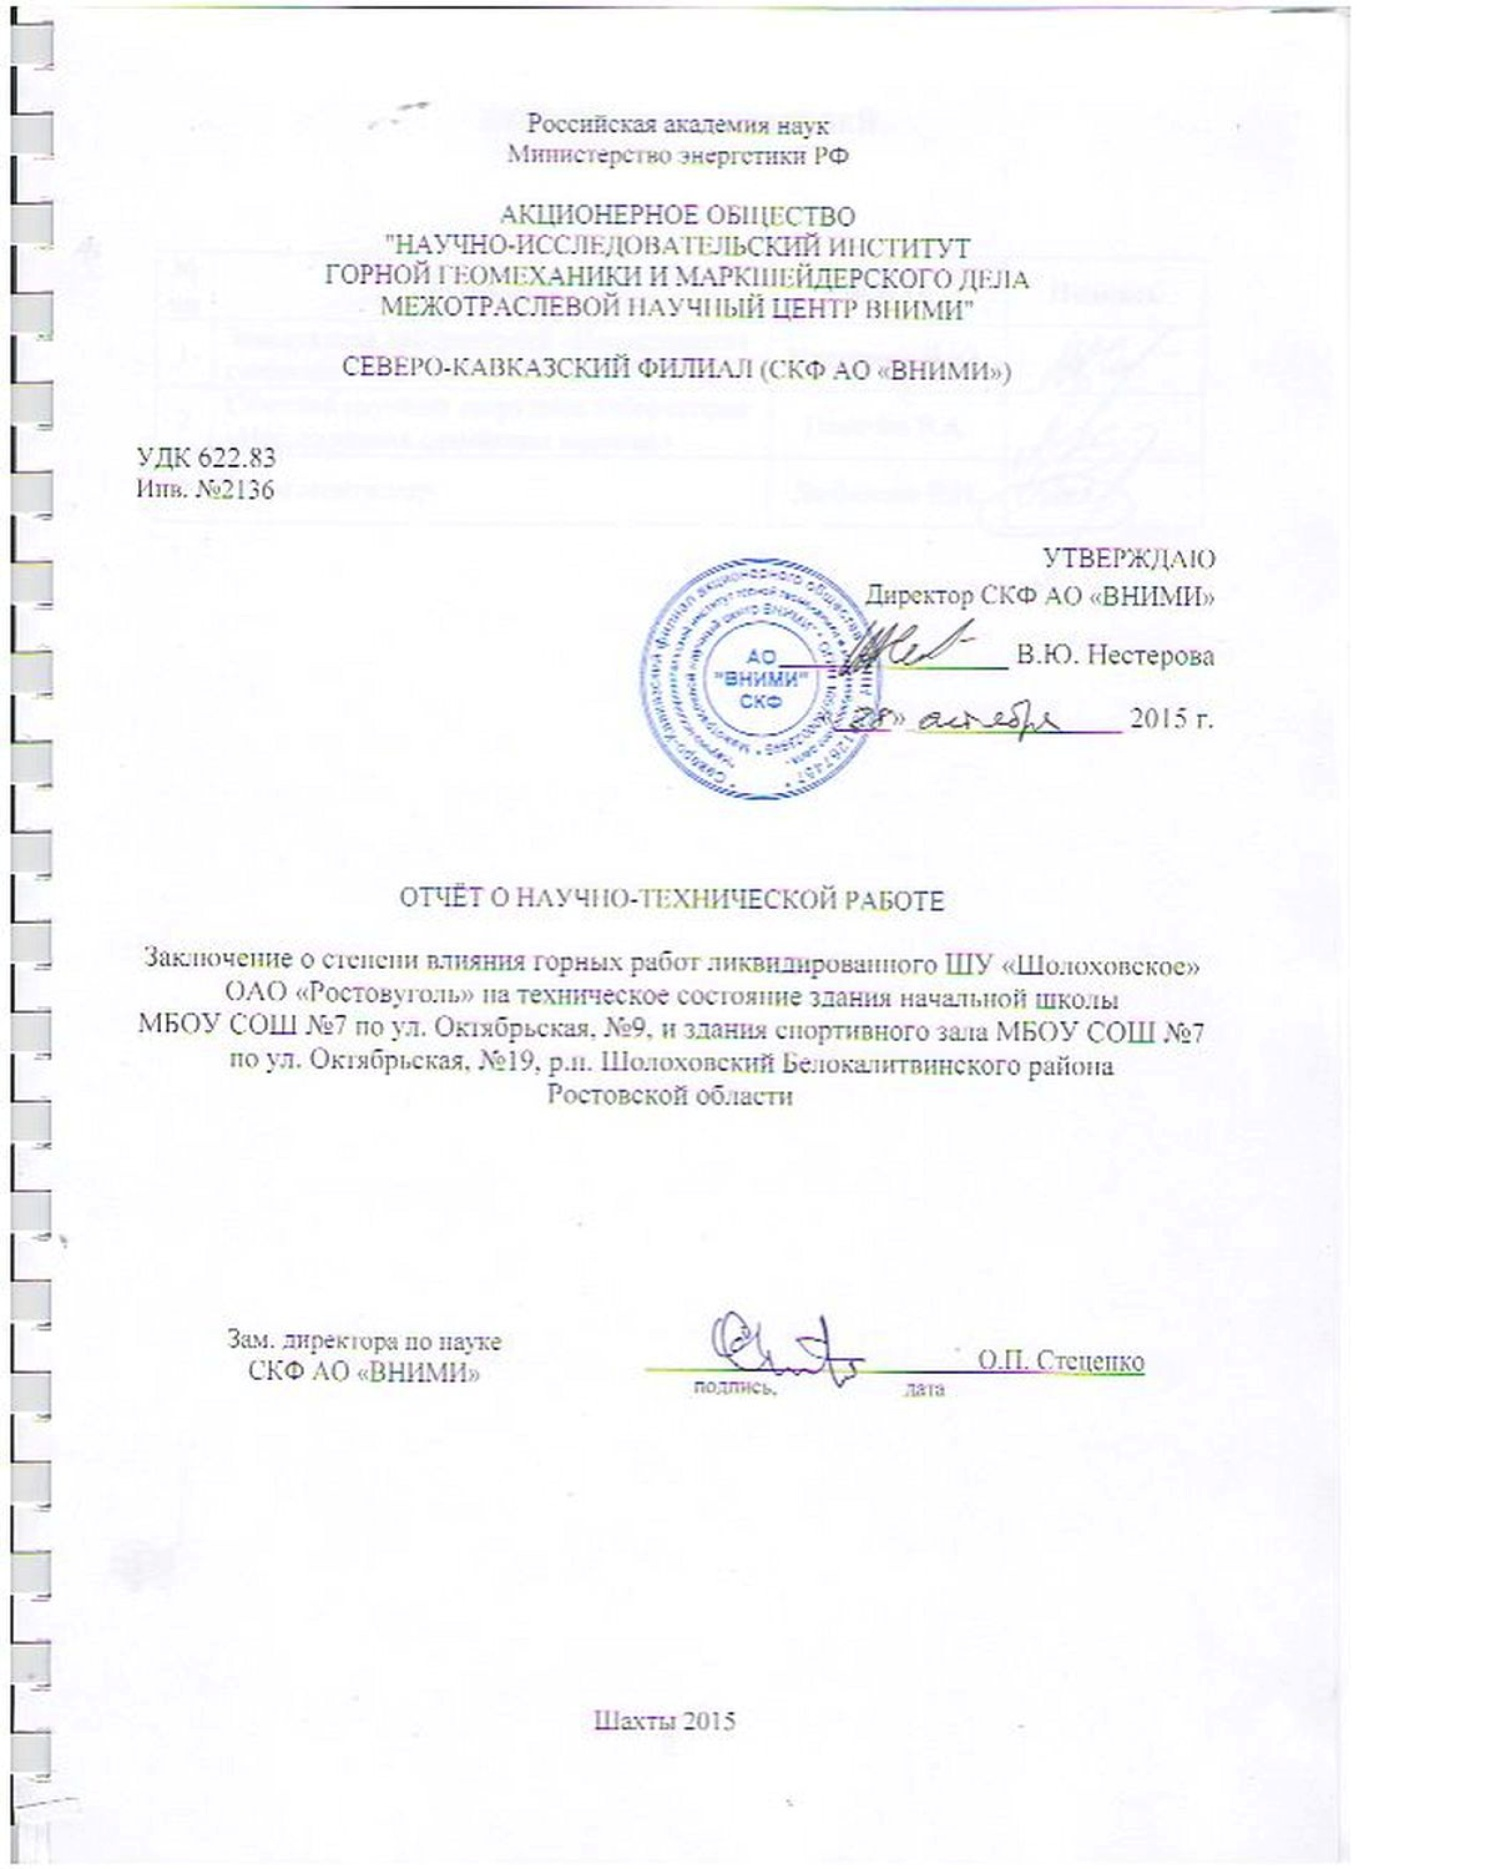 Российская академия наук
Министерство энергетики РФ
АКЦИОНЕРНОЕ ОБЩЕСТВО
"НАУЧНО-ИССЛЕДОВАТЕЛЬСКИЙ ИНСТИТУТ
ГОРНОЙ ГЕОМЕХАНИКИ И МАРКШЕЙДЕРСКОГО ДЕЛА
МЕЖОТРАСЛЕВОЙ НАУЧНЫЙ ЦЕНТР ВНИМИ"
СЕВЕРО-КАВКАЗСКИЙ ФИЛИАЛ (СКФ АО «ВНИМИ»)
УДК 622.83
Инв. №2136
УТВЕРЖДАЮ
Директор СКФ АО «ВНИМИ»
В.Ю. Нестерова
«28» октября 2015 г.
АО
"ВНИМИ"
СКФ
ОТЧЁТ О НАУЧНО-ТЕХНИЧЕСКОЙ РАБОТЕ
Заключение о степени влияния горных работ ликвидированного ШУ «Шолоховское»
ОАО «Ростовуголь» на техническое состояние здания начальной школы
МБОУ СОШ №7 по ул. Октябрьская, №9, и здания спортивного зала МБОУ СОШ №7
по ул. Октябрьская, №19, р.п. Шолоховский Белокалитвинского района
Ростовской области
Зам. директора по науке
СКФ АО «ВНИМИ»
О.П. Стеценко
подпись, дата
Шахты 2015